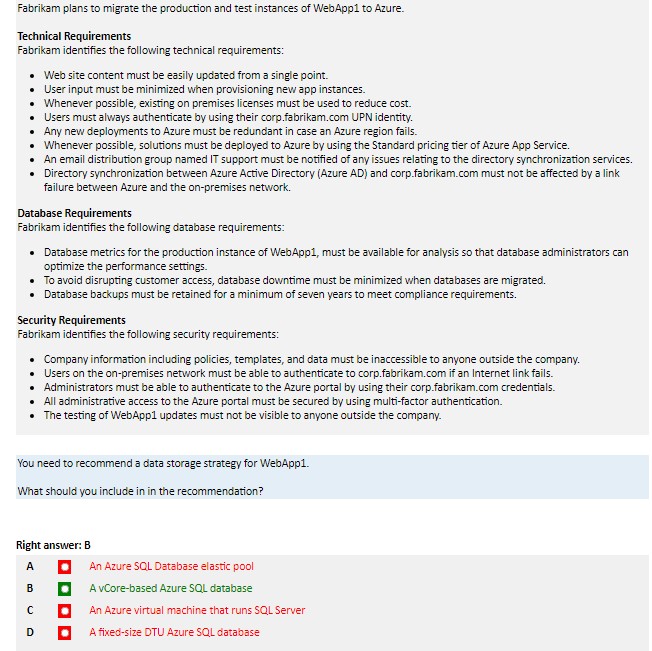 Fabrikam plans to migrate the production and test instances of WebApp1 to Azure.
Technical Requirements
Fabrikam identifies the following technical requirements:
• Web site content must be easily updated from a single point.
• User input must be minimized when provisioning new app instances.
• Whenever possible, existing on premises licenses must be used to reduce cost.
• Users must always authenticate by using their corp.fabrikam.com UPN identity.
• Any new deployments to Azure must be redundant in case an Azure region fails.
• Whenever possible, solutions must be deployed to Azure by using the Standard pricing tier of Azure App Service.
• An email distribution group named IT support must be notified of any issues relating to the directory synchronization services.
• Directory synchronization between Azure Active Directory (Azure AD) and corp.fabrikam.com must not be affected by a link
failure between Azure and the on-premises network.
Database Requirements
Fabrikam identifies the following database requirements:
• Database metrics for the production instance of WebApp1, must be available for analysis so that database administrators can
optimize the performance settings.
• To avoid disrupting customer access, database downtime must be minimized when databases are migrated.
• Database backups must be retained for a minimum of seven years to meet compliance requirements.
Security Requirements
Fabrikam identifies the following security requirements:
• Company information including policies, templates, and data must be inaccessible to anyone outside the company.
• Users on the on-premises network must be able to authenticate to corp.fabrikam.com if an Internet link fails.
• Administrators must be able to authenticate to the Azure portal by using their corp.fabrikam.com credentials.
• All administrative access to the Azure portal must be secured by using multi-factor authentication.
• The testing of WebApp1 updates must not be visible to anyone outside the company.
You need to recommend a data storage strategy for WebApp1.
What should you include in in the recommendation?
Right answer: B
A An Azure SQL Database elastic pool
B A vCore-based Azure SQL database
C An Azure virtual machine that runs SQL Server
D A fixed-size DTU Azure SQL database